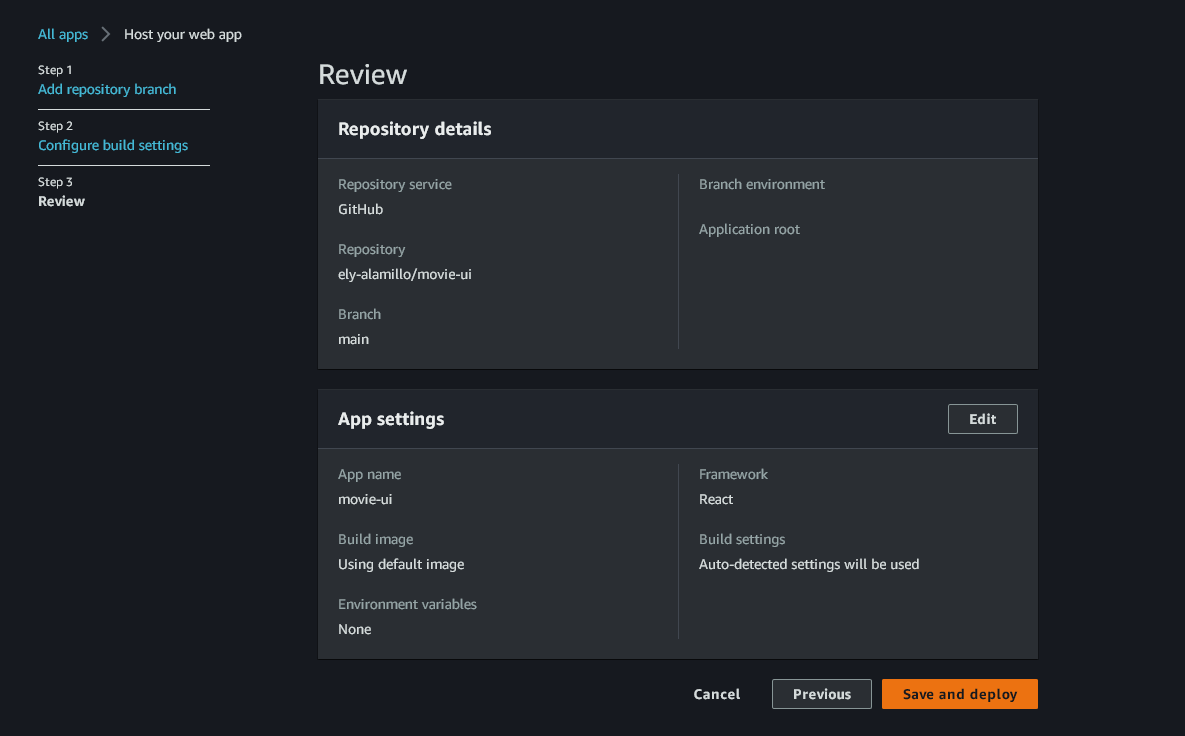 All apps
Host your web app
Step 1
Add repository branch
Step 2
Configure build settings
Step 3
Review
Review
Repository details
Repository service
GitHub
Repository
ely-alamillo/movie-ui
Branch
main
Branch environment
Application root
App settings
Edit
App name
movie-ui
Build image
Using default image
Environment variables
None
Framework
React
Build settings
Auto-detected settings will be used
Cancel
Previous
Save and deploy